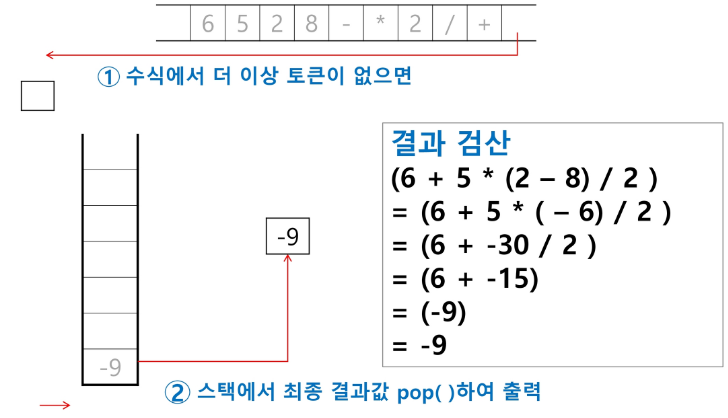 6 5 2 8 - * 2 / +
① 수식에서 더 이상 토큰이 없으면
결과 검산
(6 + 5 * (2 – 8) / 2 )
= (6 + 5 * ( – 6) / 2 )
= (6 + -30 / 2 )
= (6 + -15)
= (-9)
= -9
-9
-9
② 스택에서 최종 결과값 pop( )하여 출력